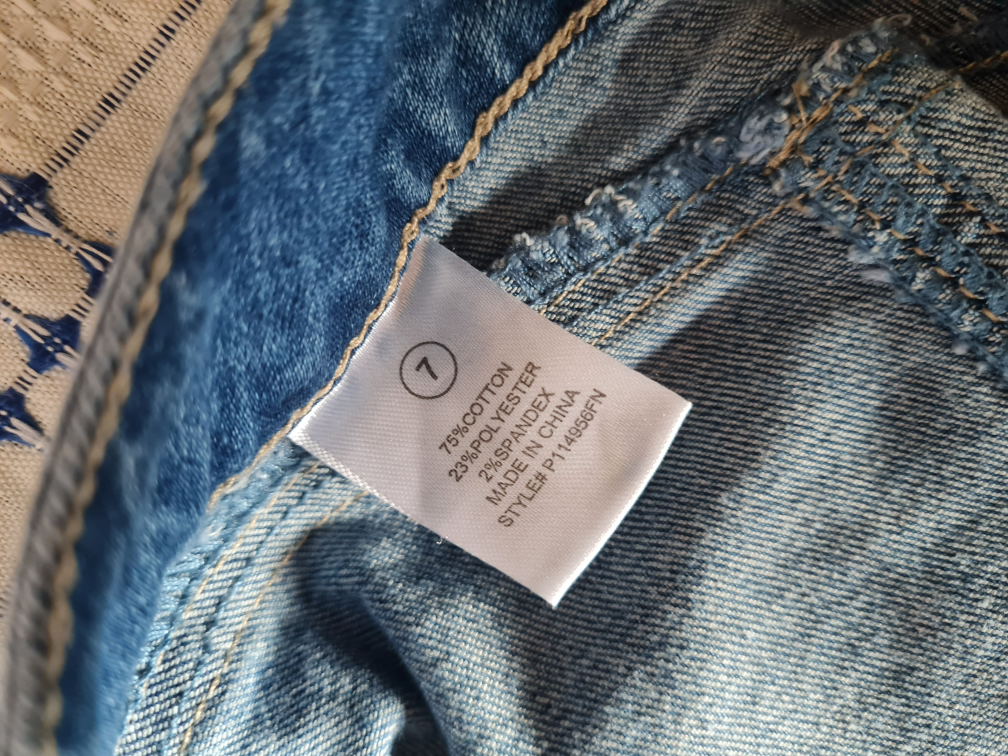 7
75%COTTON
23%POLYESTER
2%SPANDEX
MADE IN CHINA
STYLE# P114956FN